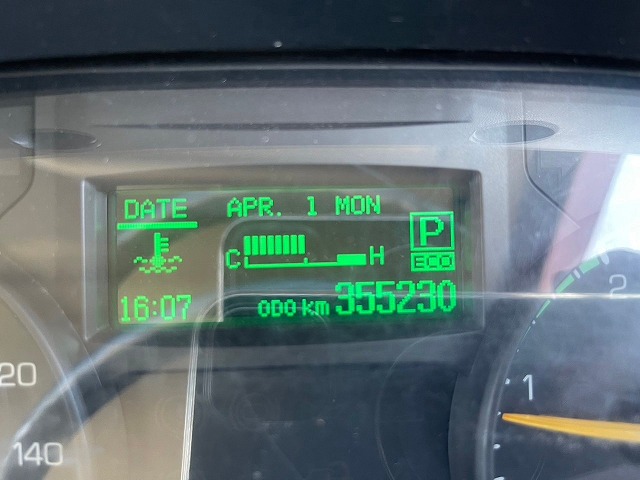 DATE APR. 1 MON
P
C H
ECO
16:07 ODO km 355230
2
20
1
140